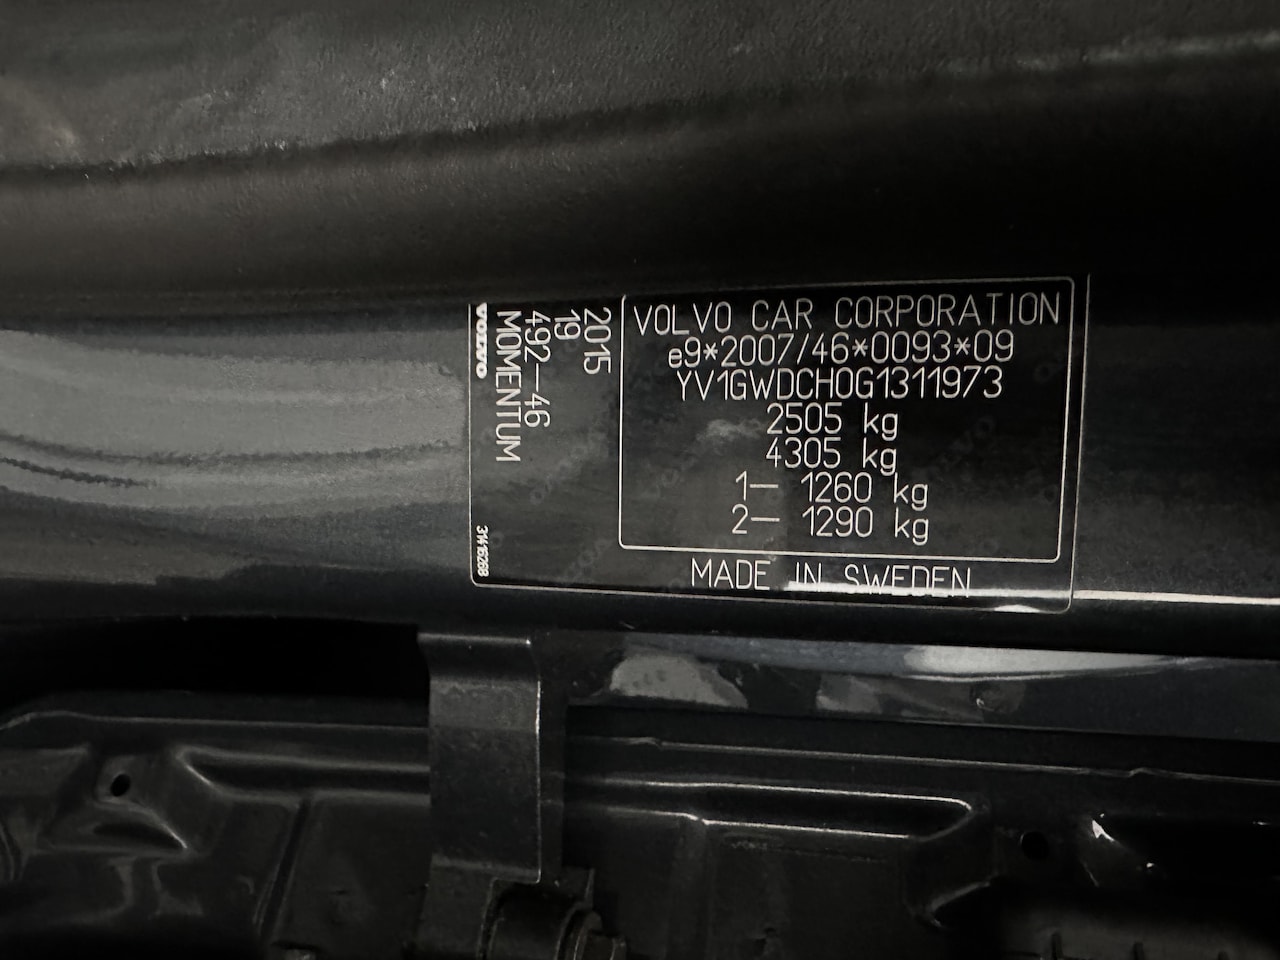 VOLVO CAR CORPORATION
e9*2007/46*0093*09
YV1GWDCH0G1311973
2505 kg
4305 kg
1– 1260 kg
2– 1290 kg
MADE IN SWEDEN
2015
19
492–46
MOMENTUM
VOLVO
31416288